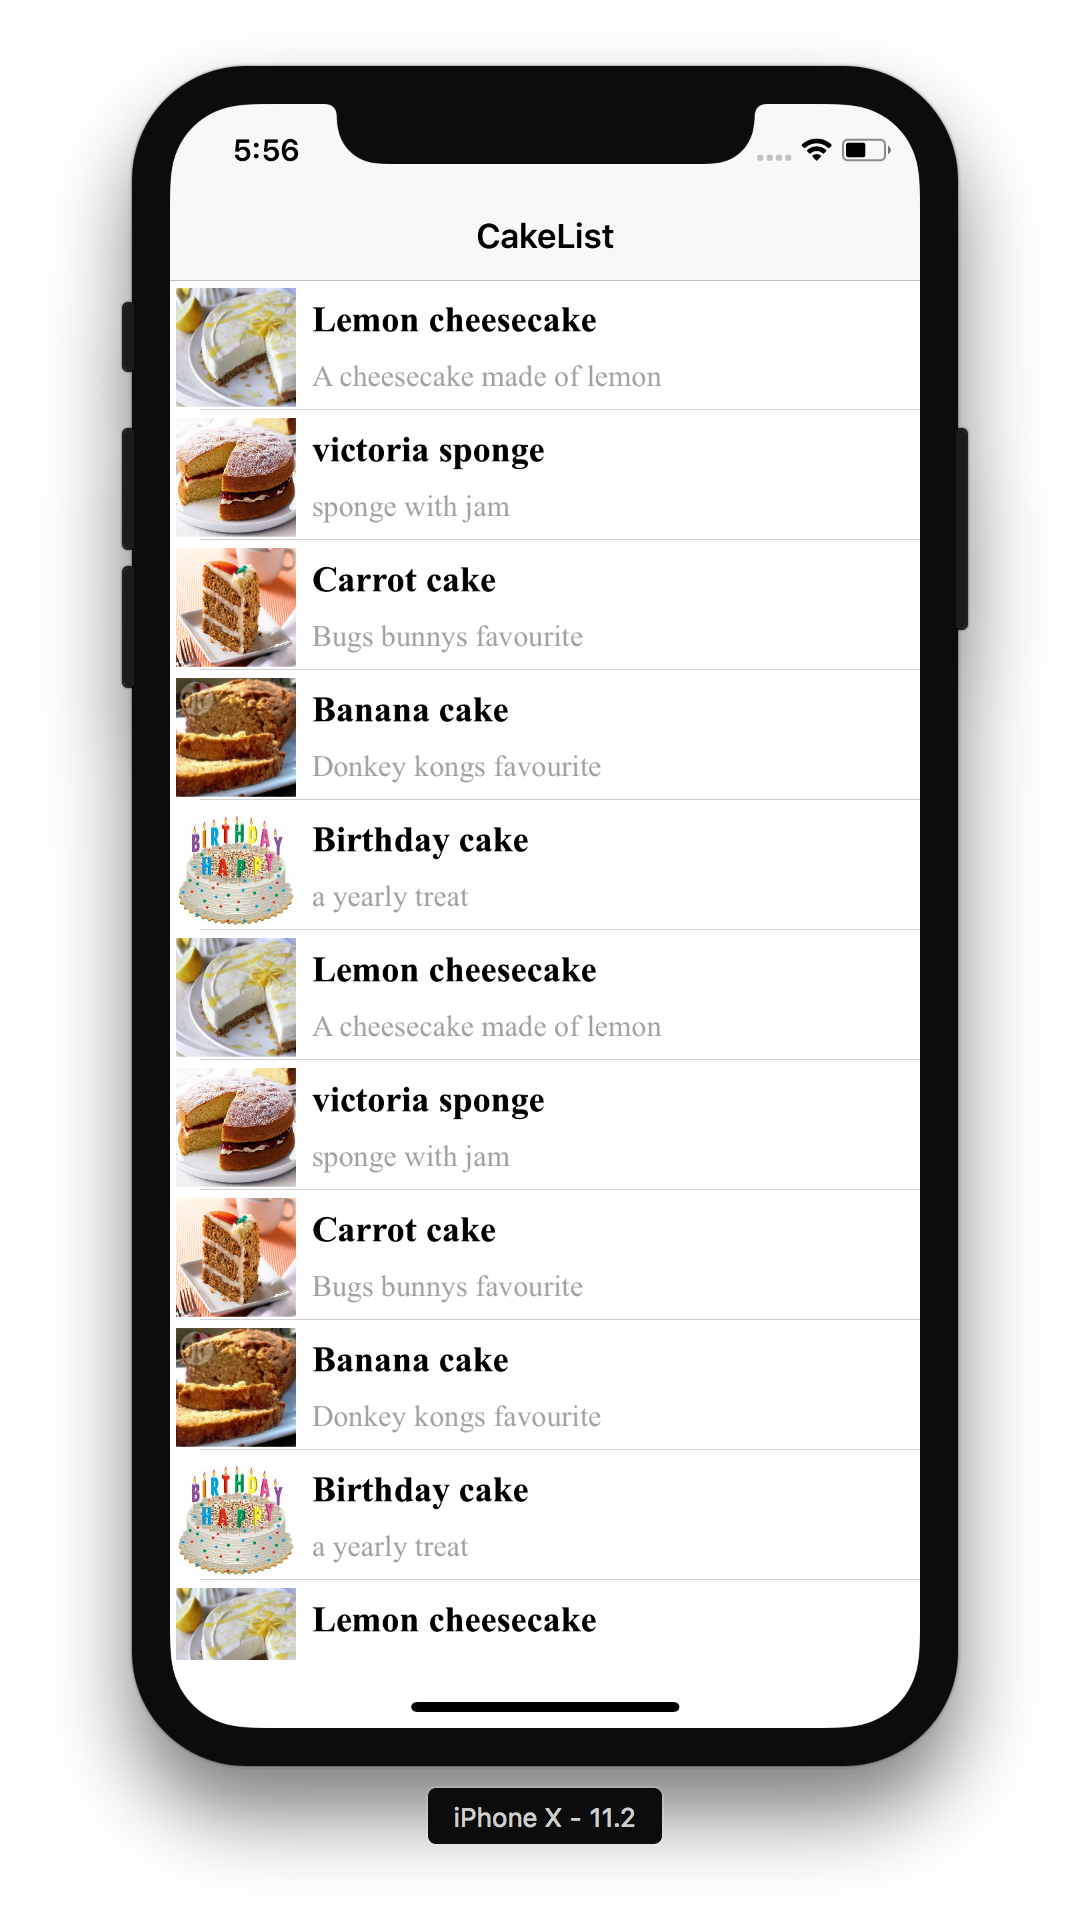 5:56
CakeList
Lemon cheesecake
A cheesecake made of lemon
victoria sponge
sponge with jam
Carrot cake
Bugs bunnys favourite
Banana cake
Donkey kongs favourite
BIRTHDAY
HAPPY
Birthday cake
a yearly treat
Lemon cheesecake
A cheesecake made of lemon
victoria sponge
sponge with jam
Carrot cake
Bugs bunnys favourite
Banana cake
Donkey kongs favourite
BIRTHDAY
HAPPY
Birthday cake
a yearly treat
Lemon cheesecake
iPhone X - 11.2